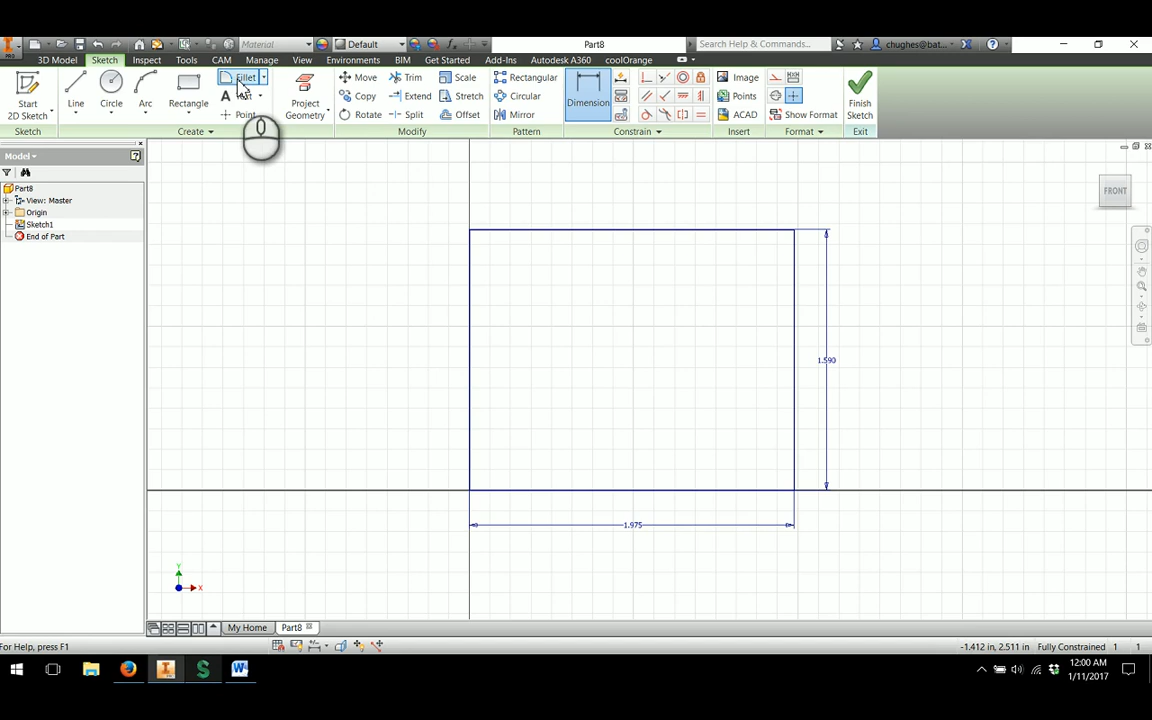 PRO
Material
Default
Part8
Search Help & Commands...
chughes@bat...
3D Model
Sketch
Inspect
Tools
CAM
Manage
View
Environments
BIM
Get Started
Add-Ins
Autodesk A360
coolOrange
Start
2D Sketch
Line
Circle
Arc
Rectangle
Fillet
Point
Project
Geometry
Move
Copy
Rotate
Trim
Extend
Split
Scale
Stretch
Offset
Rectangular
Circular
Mirror
Dimension
Image
Points
ACAD
Show Format
Finish
Sketch
Sketch
Create
Modify
Pattern
Constrain
Insert
Format
Exit
Model
Part8
View: Master
Origin
Sketch1
End of Part
FRONT
1.590
1.975
Y
X
My Home
Part8
For Help, press F1
-1.412 in, 2.511 in
Fully Constrained
1
1
12:00 AM
1/11/2017